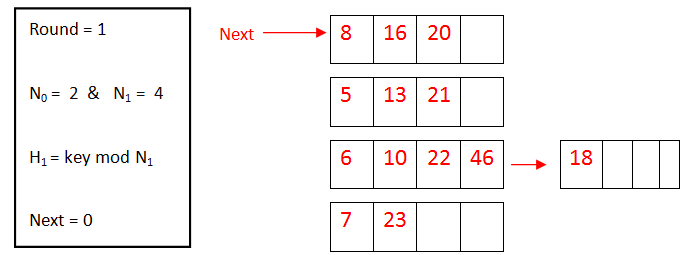 Round = 1
N₀ = 2 & N₁ = 4
H₁ = key mod N₁
Next = 0
Next
8 16 20
5 13 21
6 10 22 46
18
7 23